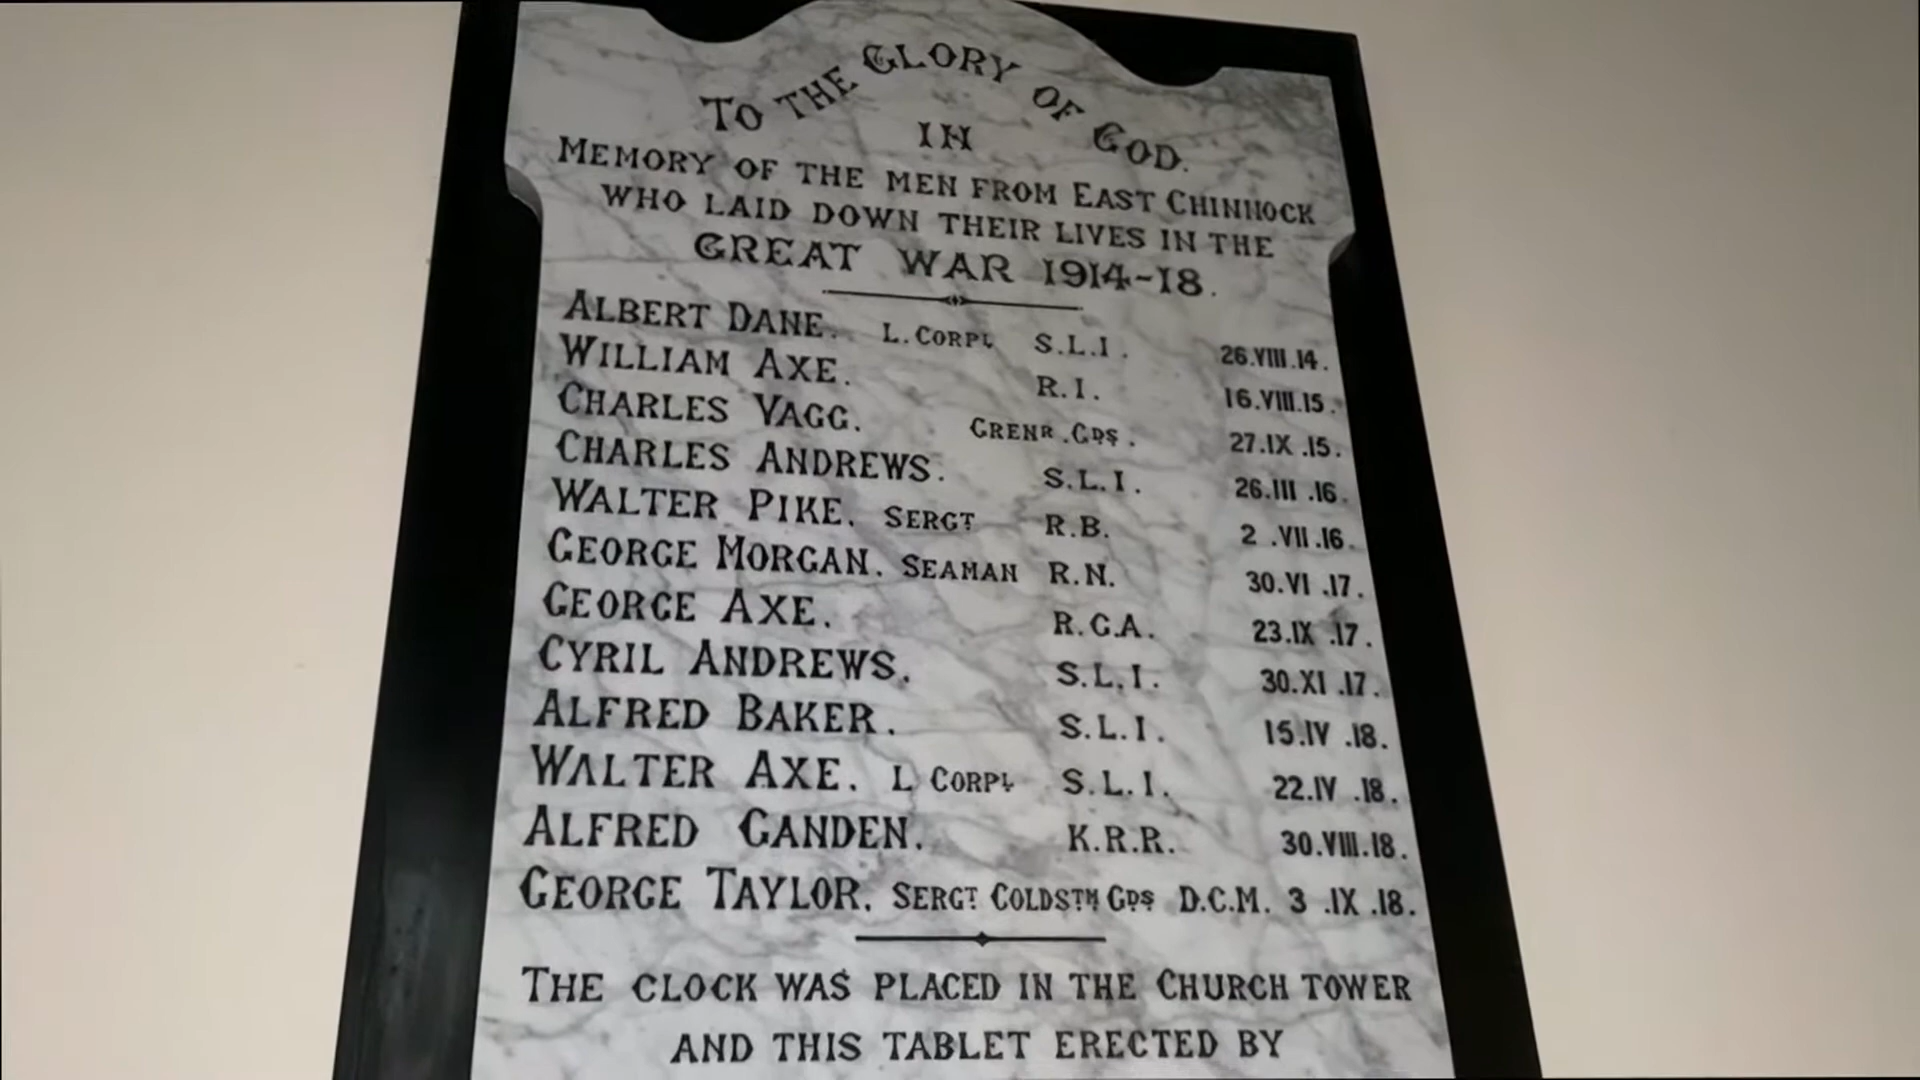 TO THE GLORY OF GOD.
IN
MEMORY OF THE MEN FROM EAST CHINNOCK
WHO LAID DOWN THEIR LIVES IN THE
GREAT WAR 1914-18.
ALBERT DANE. L. CORPL S.L.I. 26.VIII.14.
WILLIAM AXE. R.I. 16.VIII.15.
CHARLES VAGG. GRENR. GDS. 27.IX.15.
CHARLES ANDREWS. S.L.I. 26.III.16.
WALTER PIKE. SERGT R.B. 2.VII.16.
GEORGE MORGAN. SEAMAN R.N. 30.VI.17.
GEORGE AXE. R.G.A. 23.IX.17.
CYRIL ANDREWS. S.L.I. 30.XI.17.
ALFRED BAKER. S.L.I. 15.IV.18.
WALTER AXE. L CORPL S.L.I. 22.IV.18.
ALFRED GANDEN. K.R.R. 30.VIII.18.
GEORGE TAYLOR. SERGT. COLDSTM GDS D.C.M. 3.IX.18.
THE CLOCK WAS PLACED IN THE CHURCH TOWER
AND THIS TABLET ERECTED BY